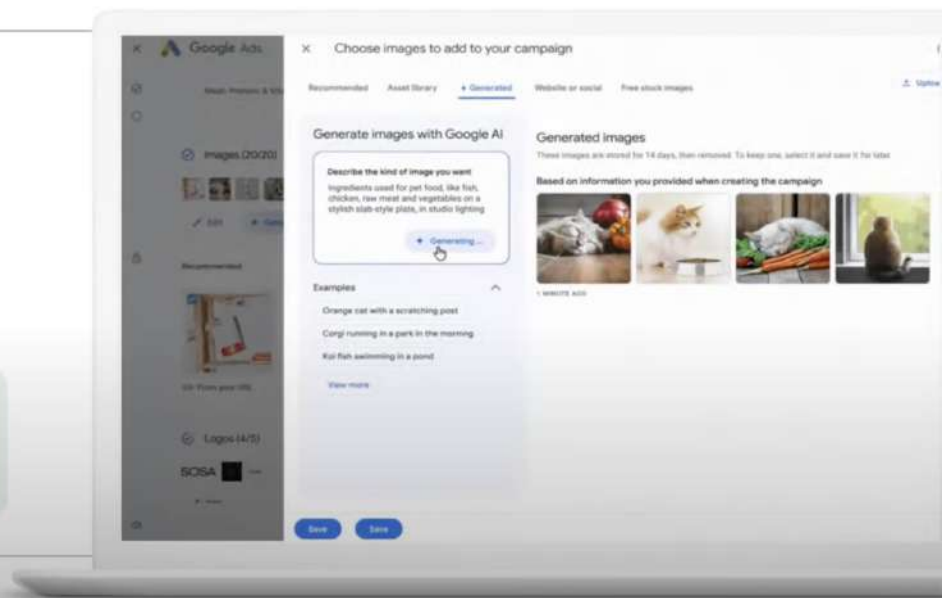 Google Ads
Choose images to add to your campaign
Recommended
Asset library
Generated
Website or social
Free stock images
Images (20/20)
Edit
Recommended
Logos (4/5)
SOSA
Generate images with Google AI
Describe the kind of image you want
Ingredients used for pet food, like fish,
chicken, raw meat and vegetables on a
stylish slab-style plate, in studio lighting
Generating ...
Examples
Orange cat with a scratching post
Corgi running in a park in the morning
Koi fish swimming in a pond
View more
Generated images
These images are stored for 14 days, then removed. To keep one, select it and save it for later
Based on information you provided when creating the campaign
1 MINUTE AGO
Save
Save